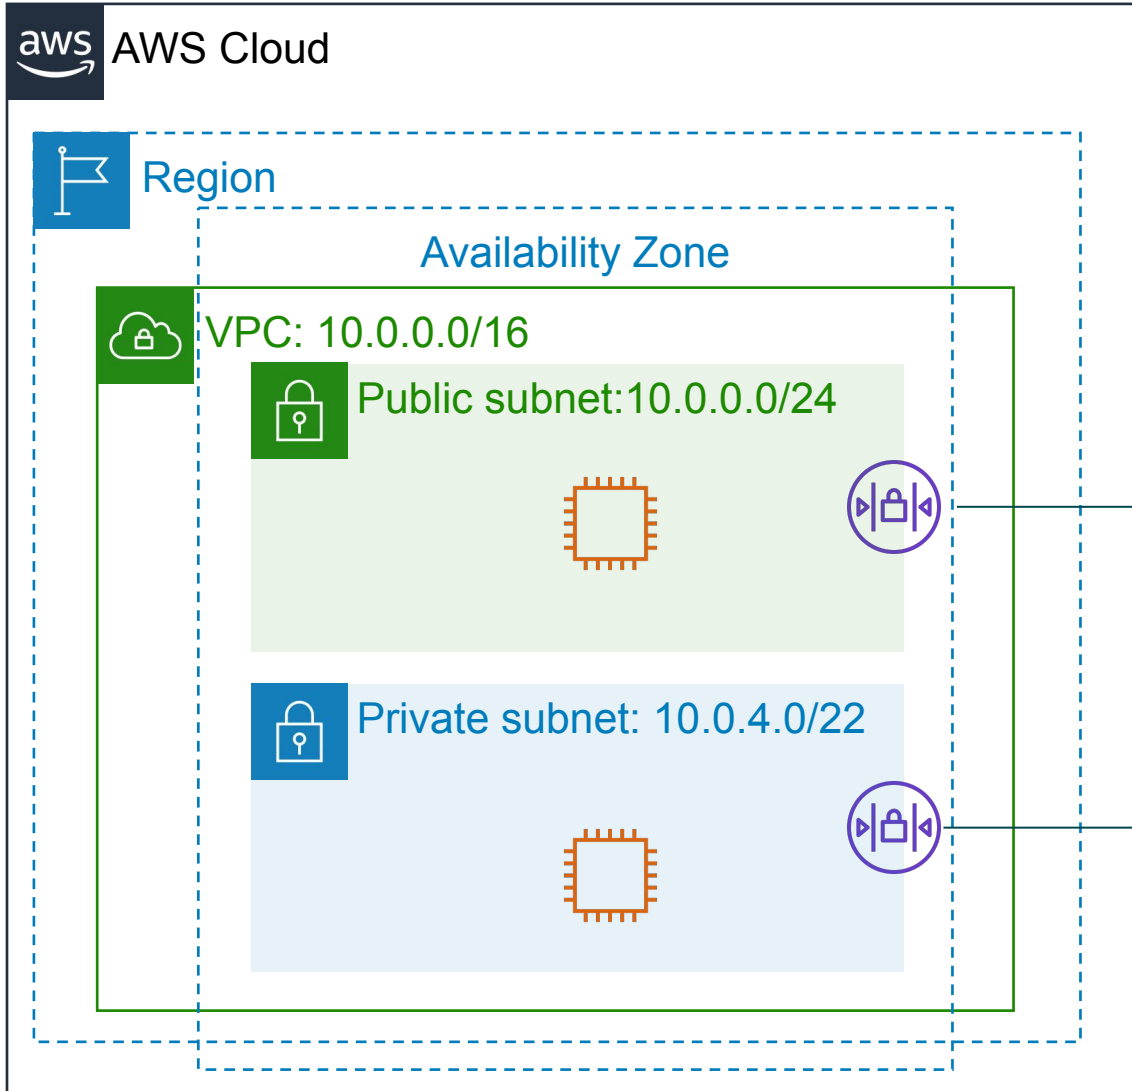 aws
AWS Cloud
Region
Availability Zone
VPC: 10.0.0.0/16
Public subnet:10.0.0.0/24
Private subnet: 10.0.4.0/22